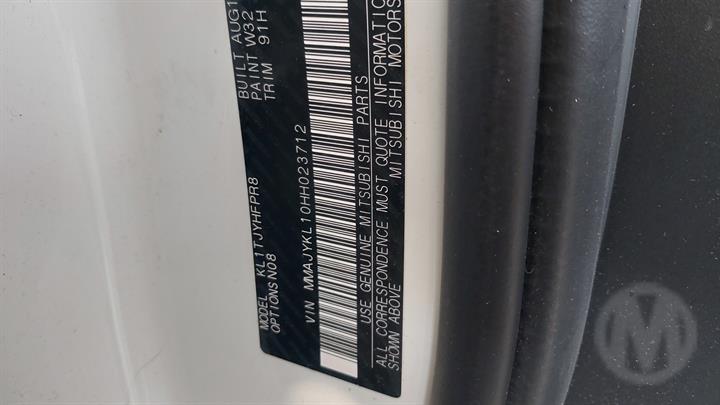 MODEL KL1TJYHFPR8
BUILT AUG1
OPTIONS N08
PAINT W32
TRIM 91H
VIN MMAJYKL10HH023712
USE GENUINE MITSUBISHI PARTS
ALL CORRESPONDENCE MUST QUOTE INFORMATIO
SHOWN ABOVE
MITSUBISHI MOTORS
M